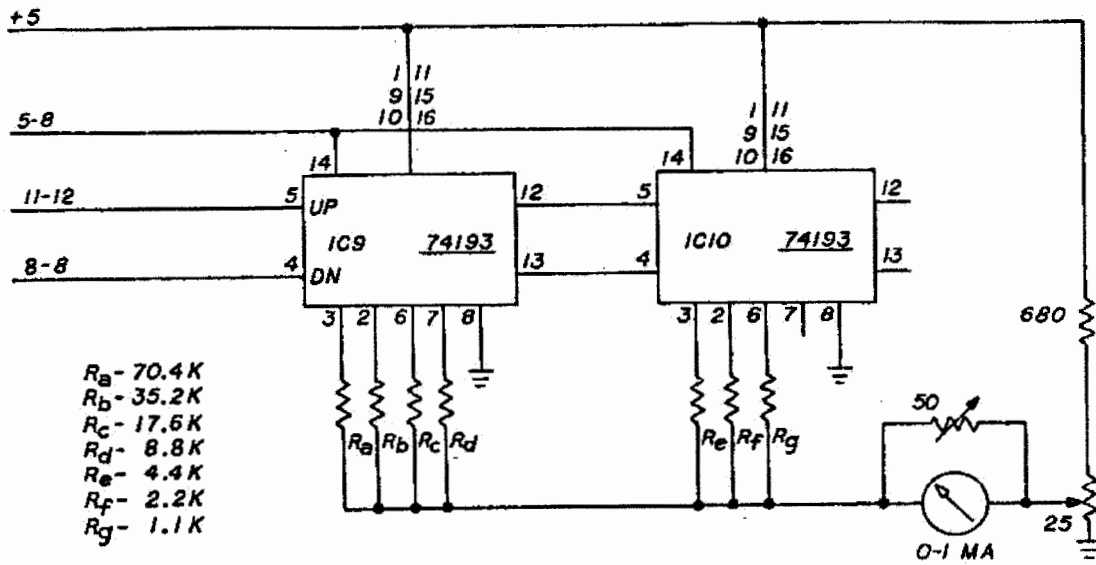 +5
1 11
9 15
10 16
1 11
9 15
10 16
5-8
14
14
11-12
5 UP
12
5
12
IC9 74193
IC10 74193
8-8
4 DN
13
4
13
3 2 6 7 8
3 2 6 7 8
680
Ra- 70.4K
Rb- 35.2K
Rc- 17.6K
Rd- 8.8K
Re- 4.4K
Rf- 2.2K
Rg- 1.1K
Ra Rb Rc Rd
Re Rf Rg
50
25
0-1 MA